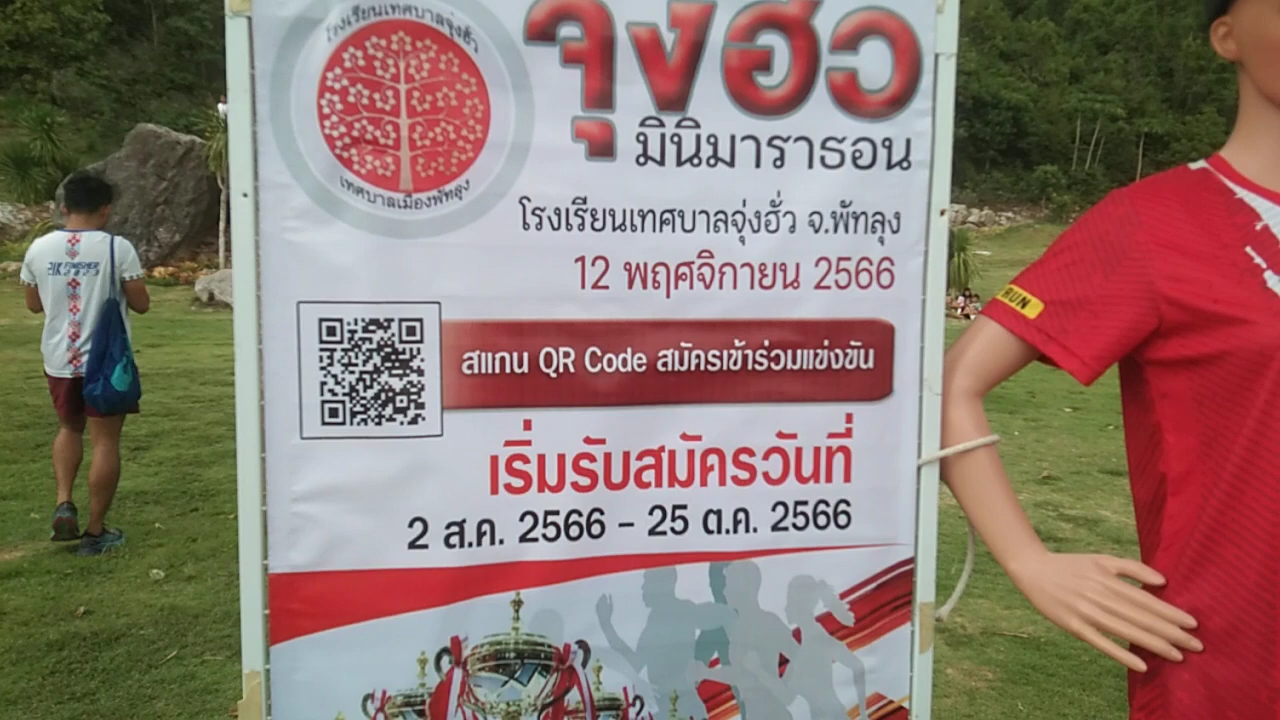 โรงเรียนเทศบาลจุ่งฮั่ว
เทศบาลเมืองพัทลุง
จุงฮัว
มินิมาราธอน
โรงเรียนเทศบาลจุ่งฮั่ว จ.พัทลุง
12 พฤศจิกายน 2566
สแกน QR Code สมัครเข้าร่วมแข่งขัน
เริ่มรับสมัครวันที่
2 ส.ค. 2566 - 25 ต.ค. 2566
21K FINISHER
2023
RUN